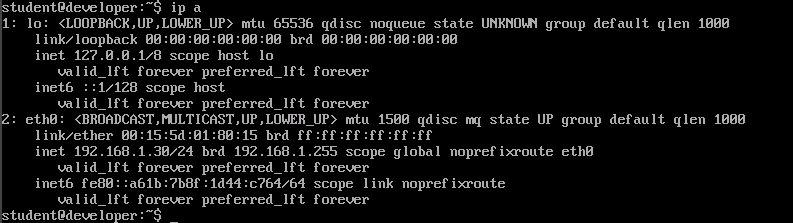 student@developer:~$ ip a
1: lo: <LOOPBACK,UP,LOWER_UP> mtu 65536 qdisc noqueue state UNKNOWN group default qlen 1000
    link/loopback 00:00:00:00:00:00 brd 00:00:00:00:00:00
    inet 127.0.0.1/8 scope host lo
       valid_lft forever preferred_lft forever
    inet6 ::1/128 scope host
       valid_lft forever preferred_lft forever
2: eth0: <BROADCAST,MULTICAST,UP,LOWER_UP> mtu 1500 qdisc mq state UP group default qlen 1000
    link/ether 00:15:5d:01:80:15 brd ff:ff:ff:ff:ff:ff
    inet 192.168.1.30/24 brd 192.168.1.255 scope global noprefixroute eth0
       valid_lft forever preferred_lft forever
    inet6 fe80::a61b:7b8f:1d44:c764/64 scope link noprefixroute
       valid_lft forever preferred_lft forever
student@developer:~$ _